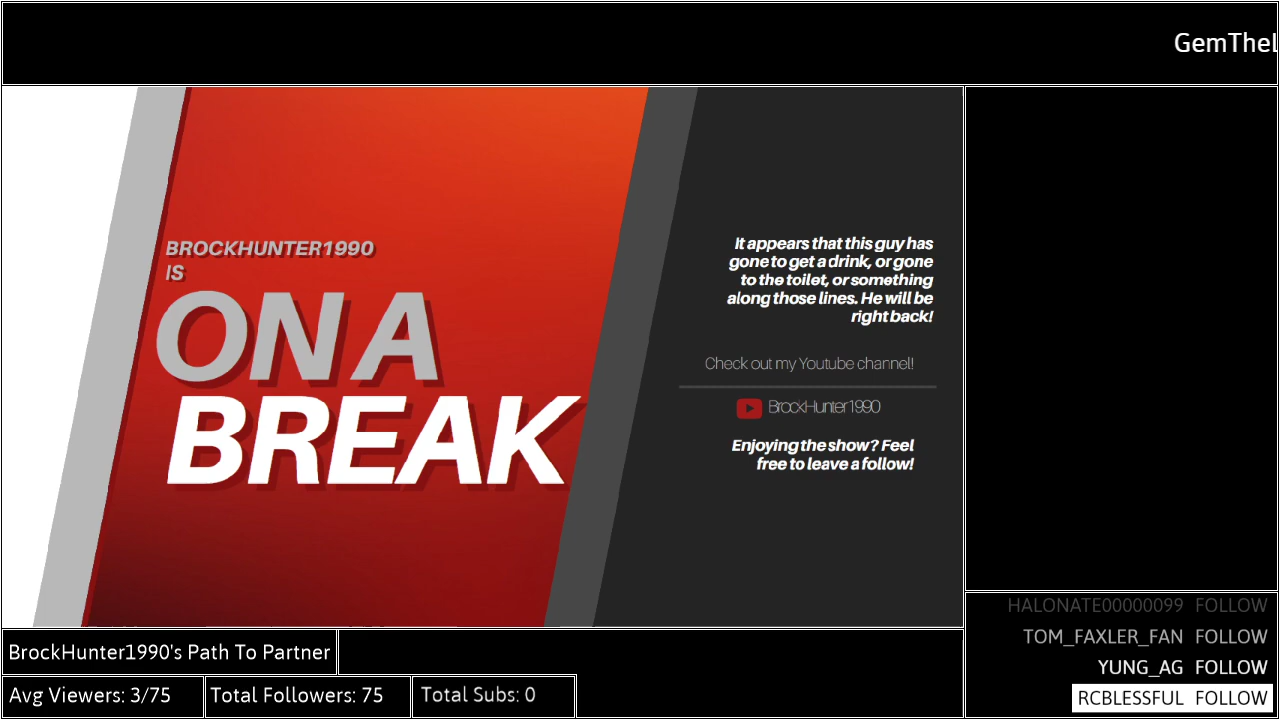 GemTheL
BROCKHUNTER1990
IS
ON A
BREAK
It appears that this guy has
gone to get a drink, or gone
to the toilet, or something
along those lines. He will be
right back!
Check out my Youtube channel!
BrockHunter1990
Enjoying the show? Feel
free to leave a follow!
HALONATE00000099 FOLLOW
TOM_FAXLER_FAN FOLLOW
YUNG_AG FOLLOW
RCBLESSFUL FOLLOW
BrockHunter1990's Path To Partner
Avg Viewers: 3/75
Total Followers: 75
Total Subs: 0